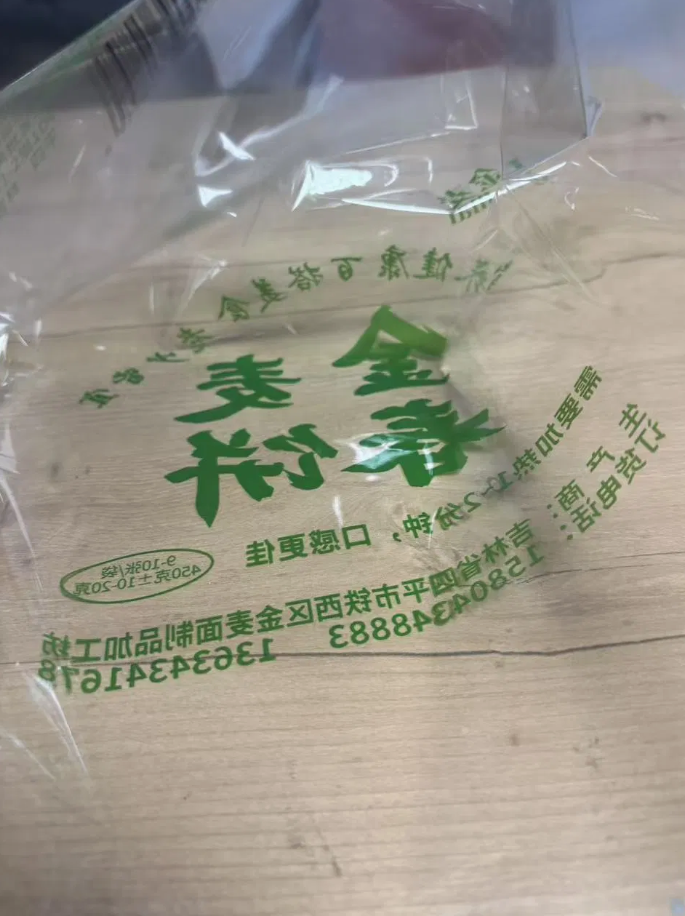 健康百搭美食
金麦
春饼
需要加热1~2分钟，口感更佳
9-10张/袋
450克±10-20克
生产商：吉林省四平市铁西区金麦面制品加工坊
订货电话：15804348883 13634341678